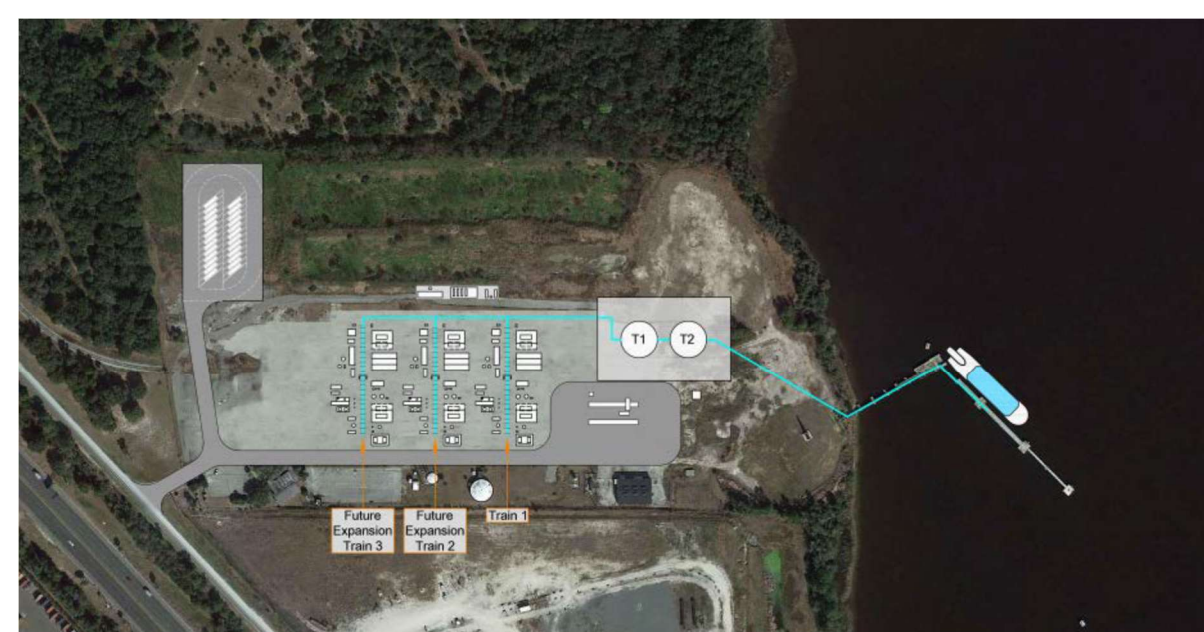 T1
T2
Future
Expansion
Train 3
Future
Expansion
Train 2
Train 1